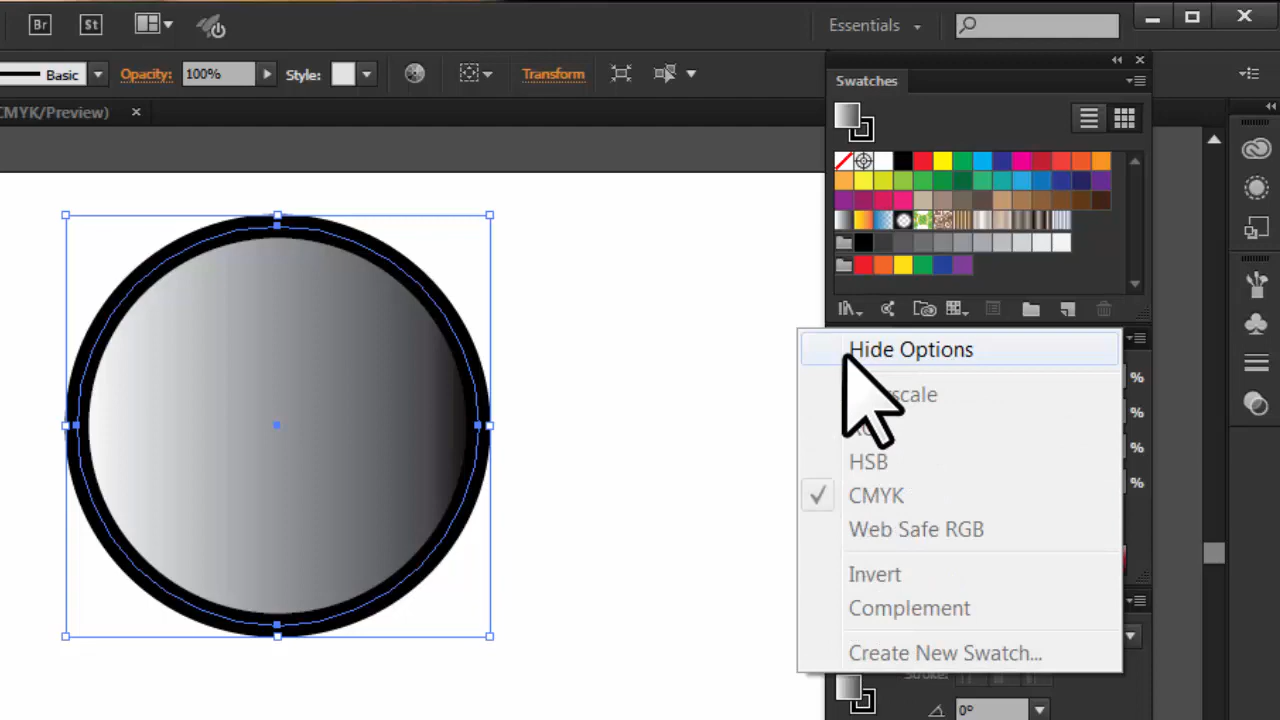 Br St Essentials
Basic Opacity: 100% Style: Transform
CMYK/Preview) ×
Swatches
Hide Options
%
scale
%
HSB
%
CMYK
%
Web Safe RGB
Invert
Complement
Create New Swatch...
Stroke:
0°